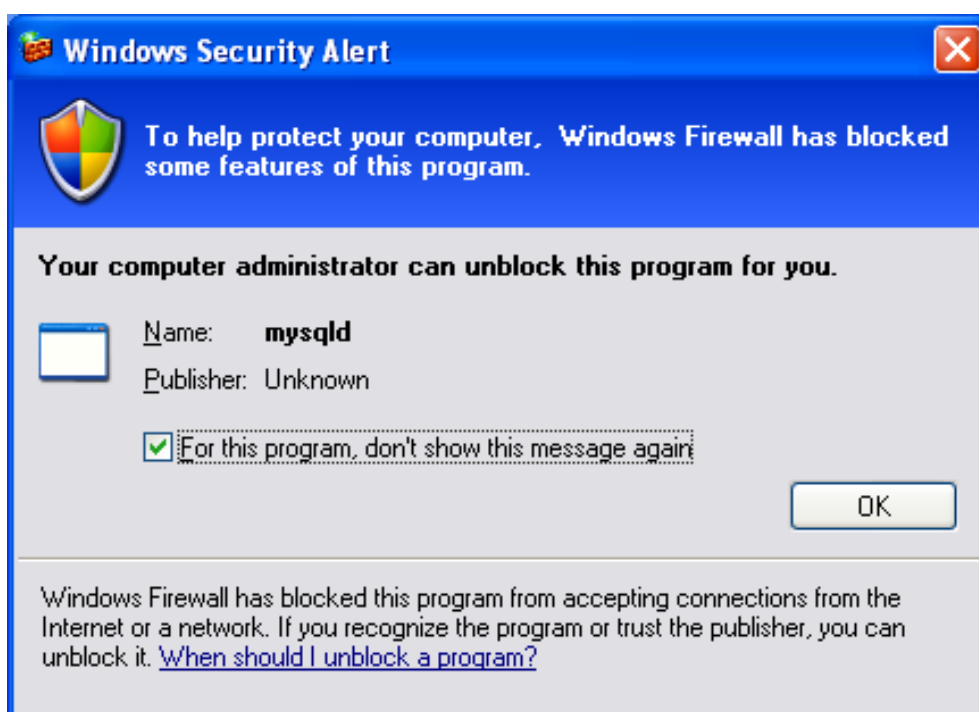 Windows Security Alert
To help protect your computer,  Windows Firewall has blocked
some features of this program.
Your computer administrator can unblock this program for you.
Name: mysqld
Publisher: Unknown
For this program, don't show this message again
OK
Windows Firewall has blocked this program from accepting connections from the
Internet or a network. If you recognize the program or trust the publisher, you can
unblock it. When should I unblock a program?